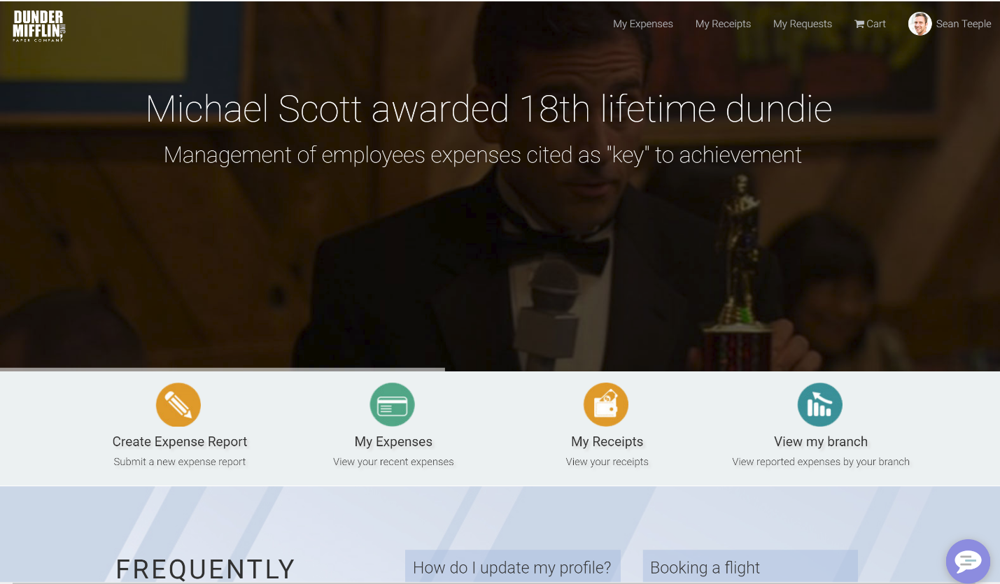 DUNDER
MIFFLIN, INC
PAPER COMPANY
My Expenses
My Receipts
My Requests
Cart
Sean Teeple
Michael Scott awarded 18th lifetime dundie
Management of employees expenses cited as "key" to achievement
Create Expense Report
Submit a new expense report
My Expenses
View your recent expenses
My Receipts
View your receipts
View my branch
View reported expenses by your branch
FREQUENTLY
How do I update my profile?
Booking a flight